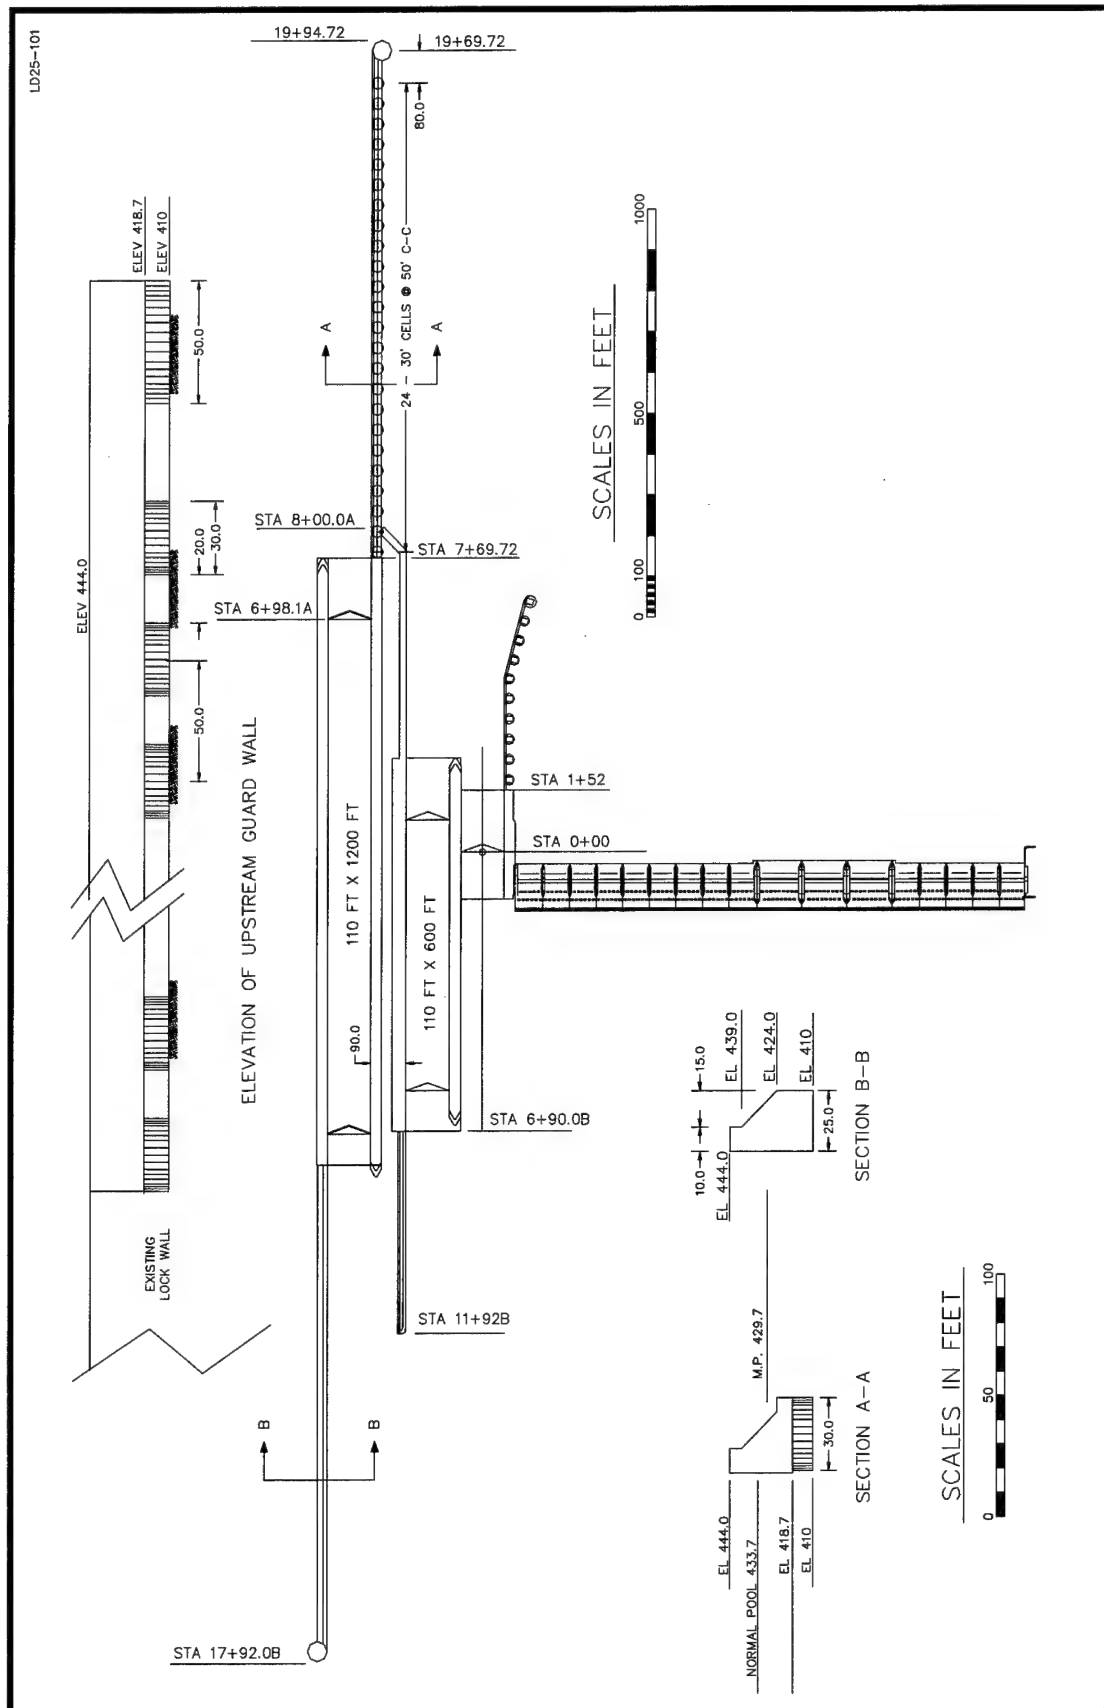 LD25-101
19+94.72
19+69.72
80.0
24 - 30' CELLS @ 50' C-C
A
A
ELEV 418.7
ELEV 410
50.0
ELEV 444.0
20.0
30.0
50.0
STA 8+00.0A
STA 7+69.72
STA 6+98.1A
SCALES IN FEET
0
100
500
1000
ELEVATION OF UPSTREAM GUARD WALL
110 FT X 1200 FT
110 FT X 600 FT
90.0
STA 1+52
STA 0+00
STA 6+90.0B
EXISTING
LOCK WALL
STA 11+92B
B
B
STA 17+92.0B
15.0
EL 439.0
EL 424.0
EL 410
10.0
EL 444.0
25.0
SECTION B-B
M.P. 429.7
EL 444.0
NORMAL POOL 433.7
EL 418.7
EL 410
30.0
SECTION A-A
SCALES IN FEET
0
50
100